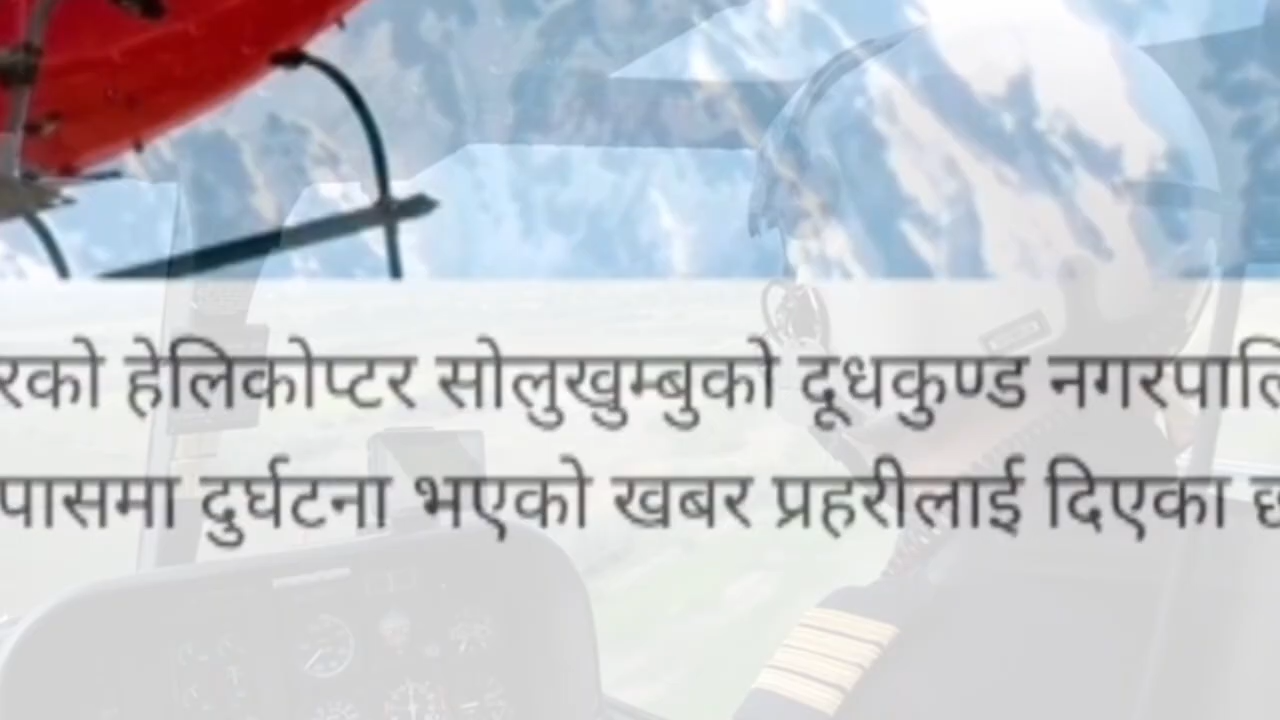 रको हेलिकोप्टर सोलुखुम्बुको दूधकुण्ड नगरपालि
पासमा दुर्घटना भएको खबर प्रहरीलाई दिएका छ